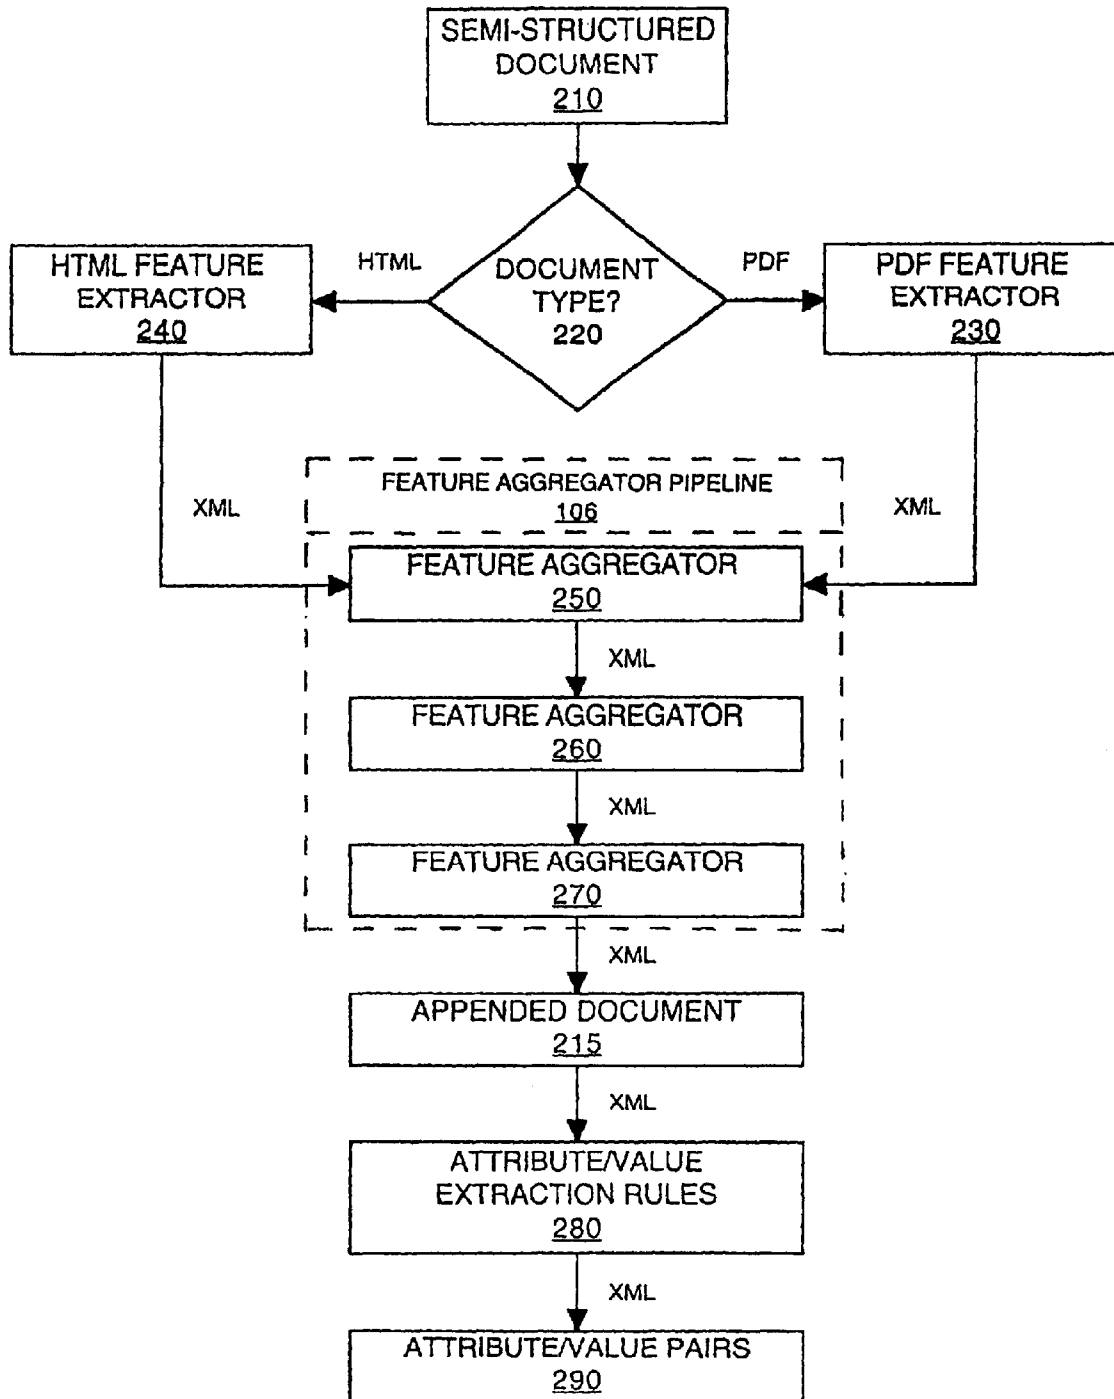 SEMI-STRUCTURED
DOCUMENT
210
HTML FEATURE
EXTRACTOR
240
HTML
DOCUMENT
TYPE?
220
PDF
PDF FEATURE
EXTRACTOR
230
XML
FEATURE AGGREGATOR PIPELINE
106
XML
FEATURE AGGREGATOR
250
XML
FEATURE AGGREGATOR
260
XML
FEATURE AGGREGATOR
270
XML
APPENDED DOCUMENT
215
XML
ATTRIBUTE/VALUE
EXTRACTION RULES
280
XML
ATTRIBUTE/VALUE PAIRS
290